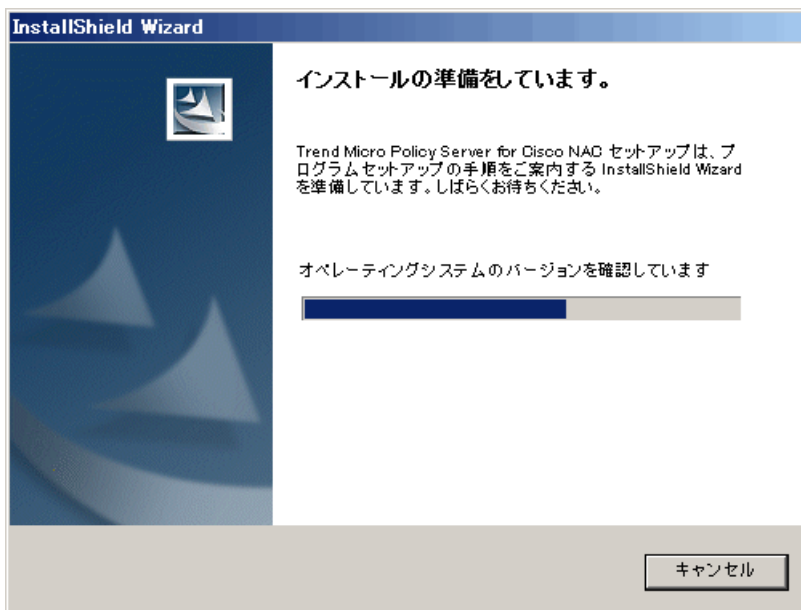 InstallShield Wizard
インストールの準備をしています。
Trend Micro Policy Server for Cisco NAC セットアップは、プ
ログラムセットアップの手順をご案内する InstallShield Wizard
を準備しています。しばらくお待ちください。
オペレーティングシステムのバージョンを確認しています
キャンセル